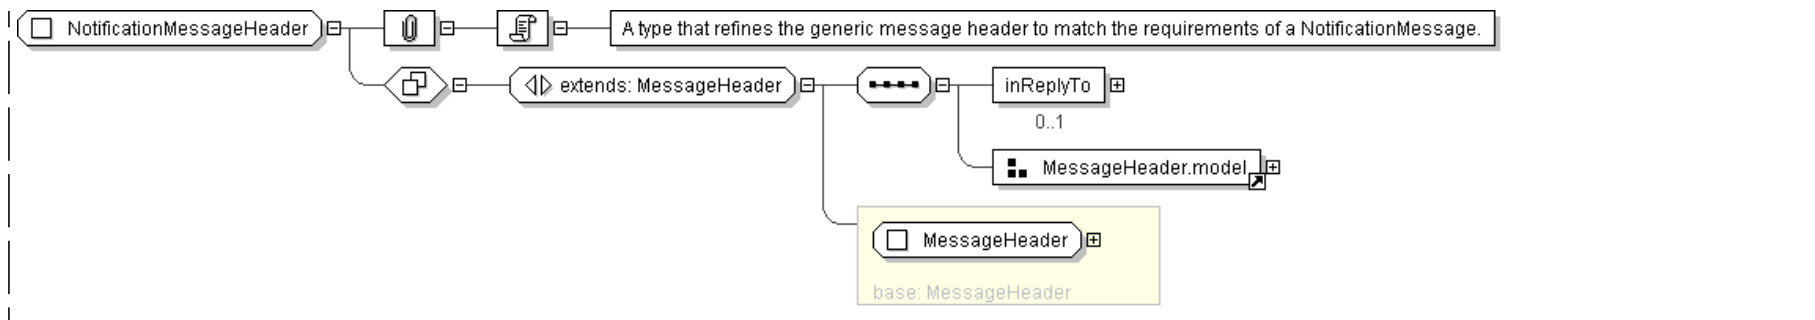 NotificationMessageHeader
A type that refines the generic message header to match the requirements of a NotificationMessage.
extends: MessageHeader
inReplyTo
0..1
MessageHeader.model
MessageHeader
base: MessageHeader